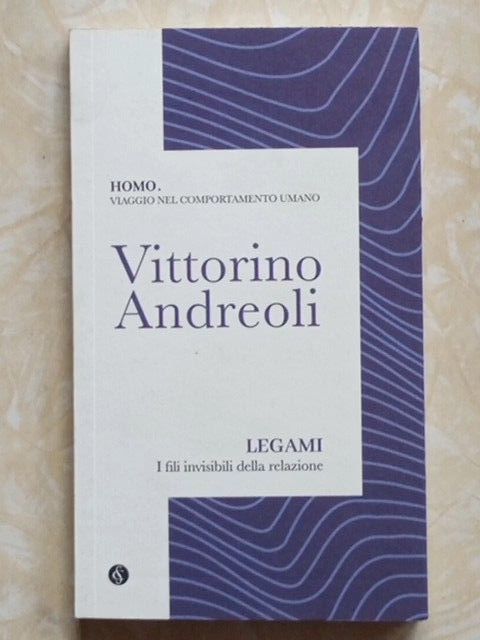 HOMO.
VIAGGIO NEL COMPORTAMENTO UMANO
Vittorino
Andreoli
LEGAMI
I fili invisibili della relazione